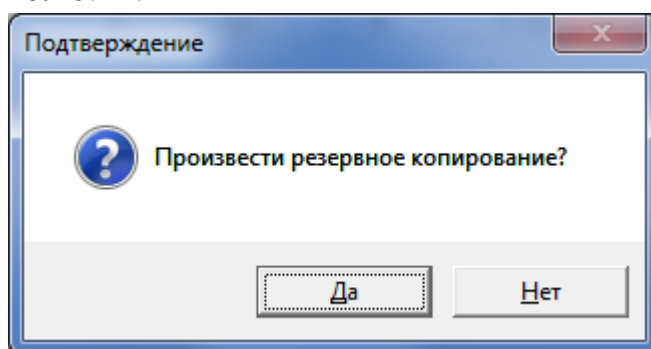 Подтверждение
Произвести резервное копирование?
Да
Нет